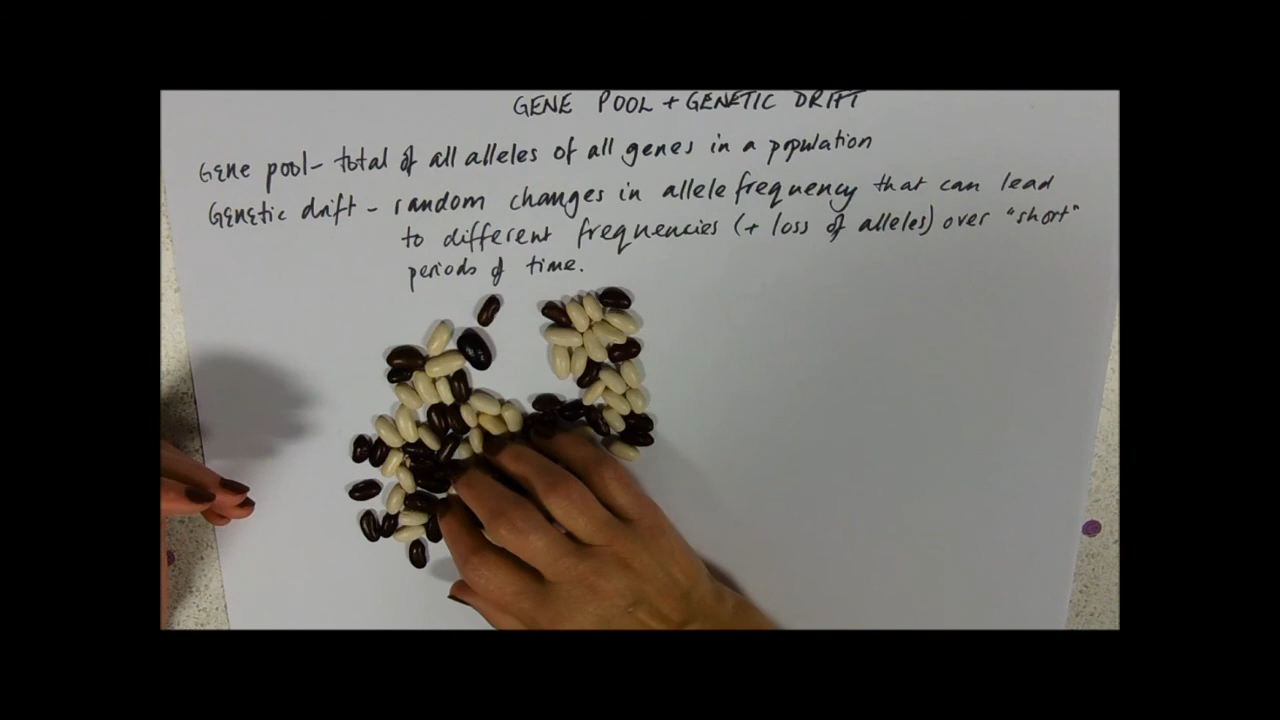 GENE POOL + GENETIC DRIFT
Gene pool - total of all alleles of all genes in a population
Genetic drift - random changes in allele frequency that can lead
to different frequencies (+ loss of alleles) over "short"
periods of time.